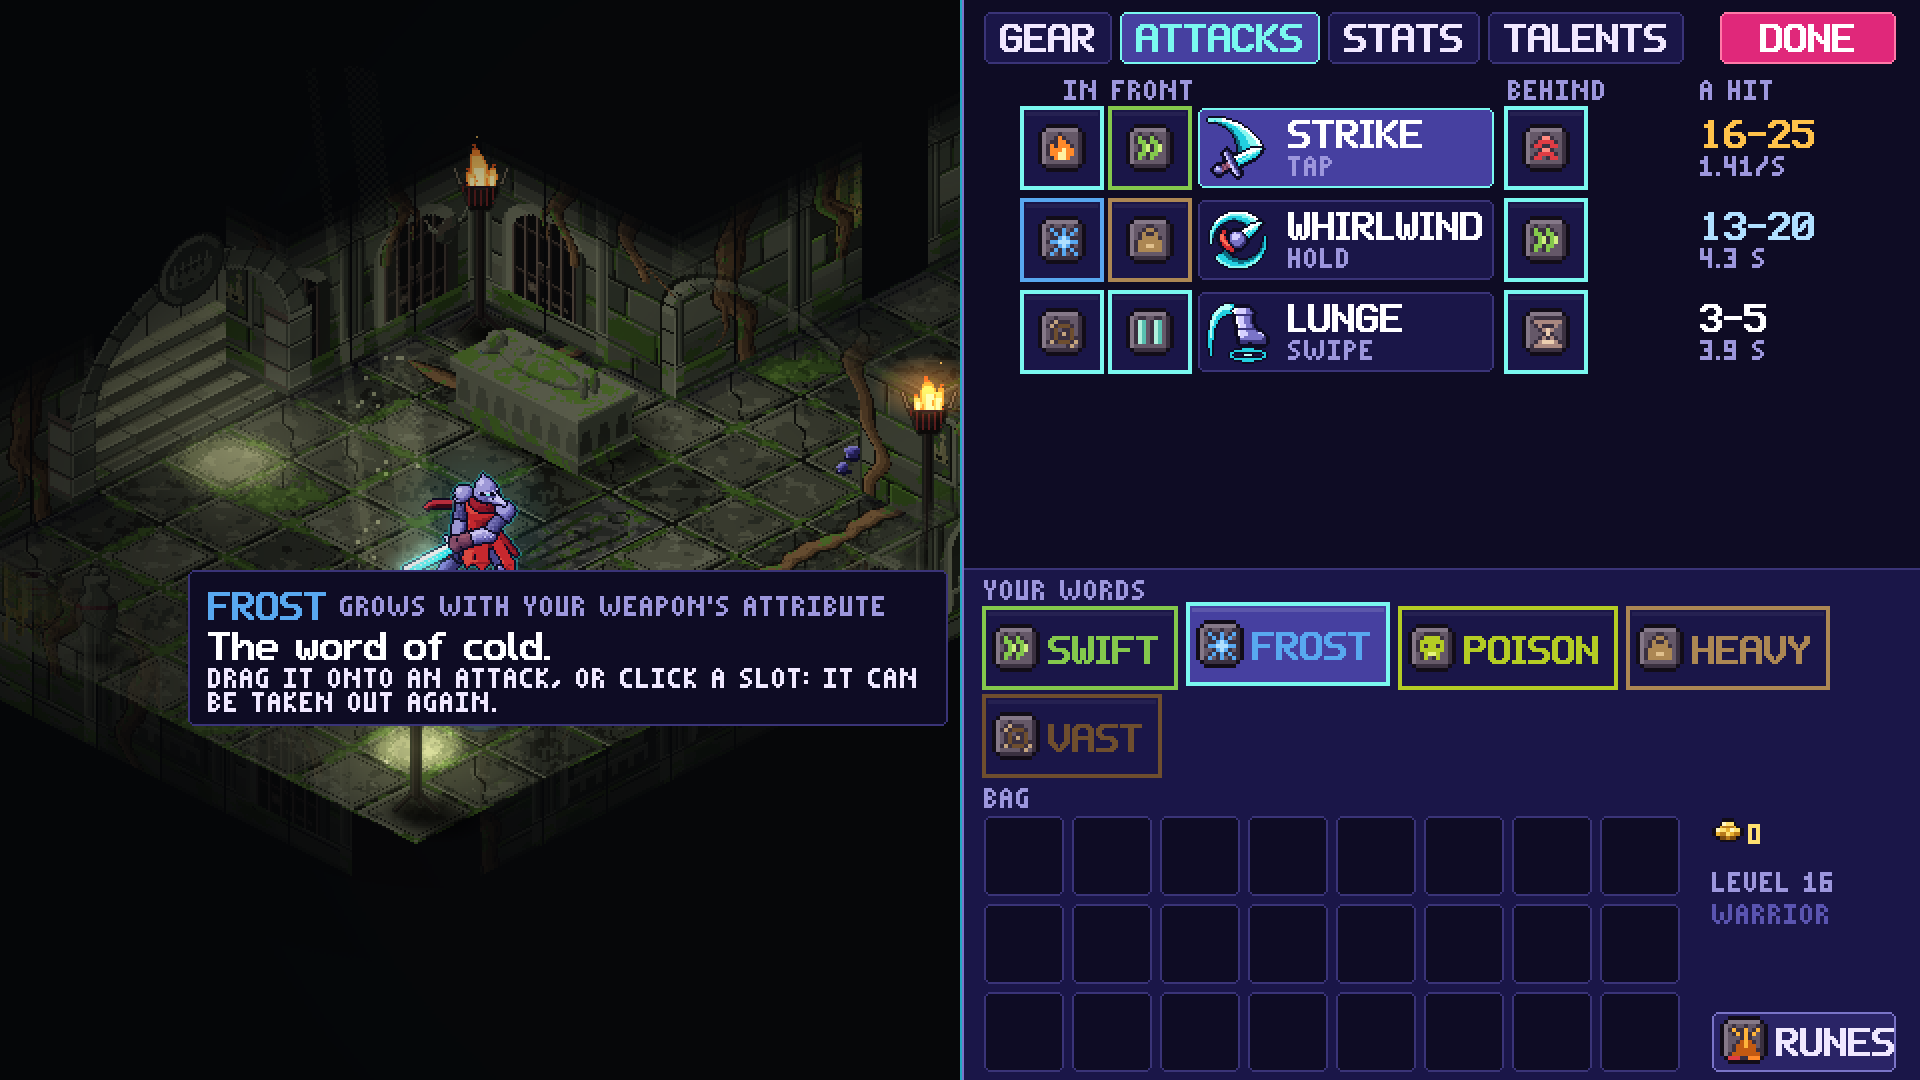 GEAR ATTACKS STATS TALENTS DONE
IN FRONT BEHIND A HIT
STRIKE
TAP
16-25
1.41/S
WHIRLWIND
HOLD
13-20
4.3 S
LUNGE
SWIPE
3-5
3.9 S
FROST GROWS WITH YOUR WEAPON'S ATTRIBUTE
The word of cold.
DRAG IT ONTO AN ATTACK, OR CLICK A SLOT: IT CAN
BE TAKEN OUT AGAIN.
YOUR WORDS
SWIFT FROST POISON HEAVY
VAST
BAG
0
LEVEL 16
WARRIOR
RUNES